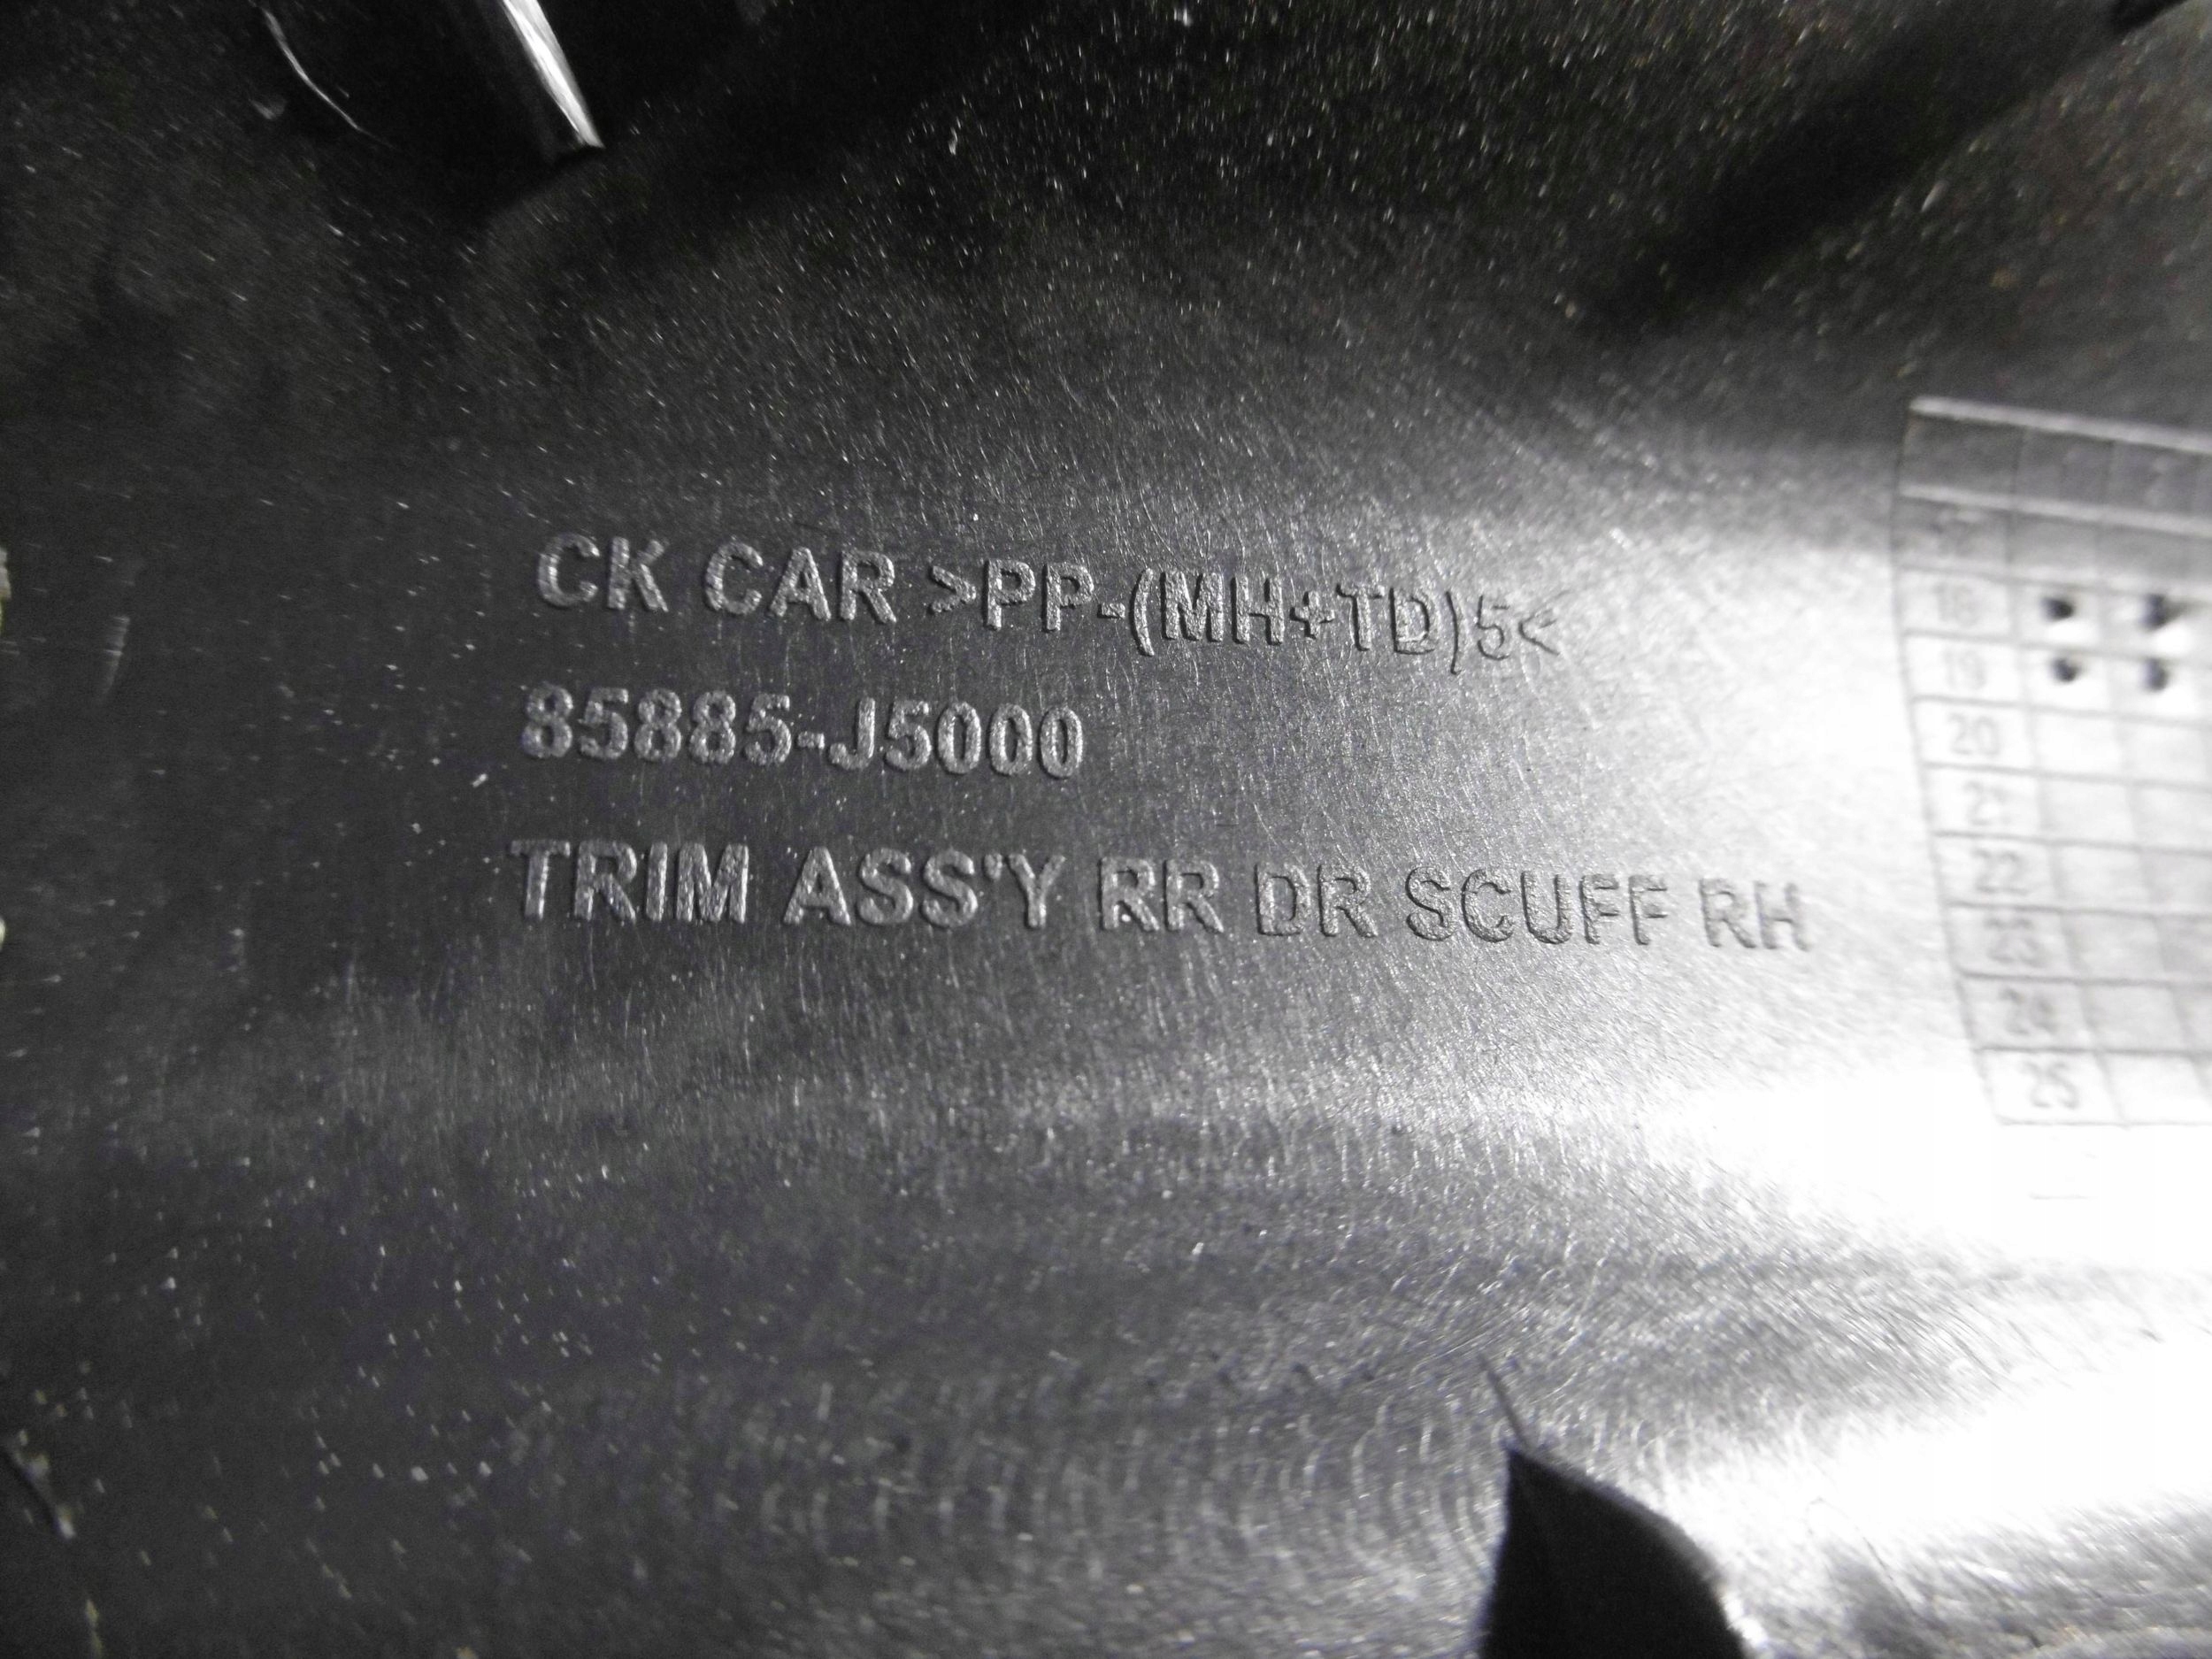 CK CAR >PP-(MH+TD)5<
85885-J5000
TRIM ASS'Y RR DR SCUFF RH
18
19
20
21
22
23
24
25